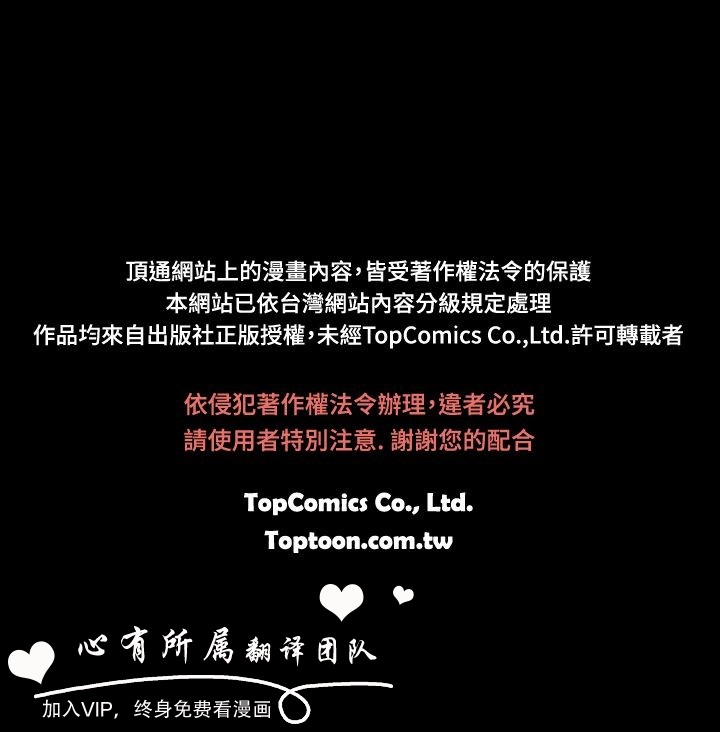 頂通網站上的漫畫內容，皆受著作權法令的保護
本網站已依台灣網站內容分級規定處理
作品均來自出版社正版授權，未經TopComics Co.,Ltd.許可轉載者
依侵犯著作權法令辦理，違者必究
請使用者特別注意. 謝謝您的配合
TopComics Co., Ltd.
Toptoon.com.tw
心有所属翻译团队
加入VIP，终身免费看漫画